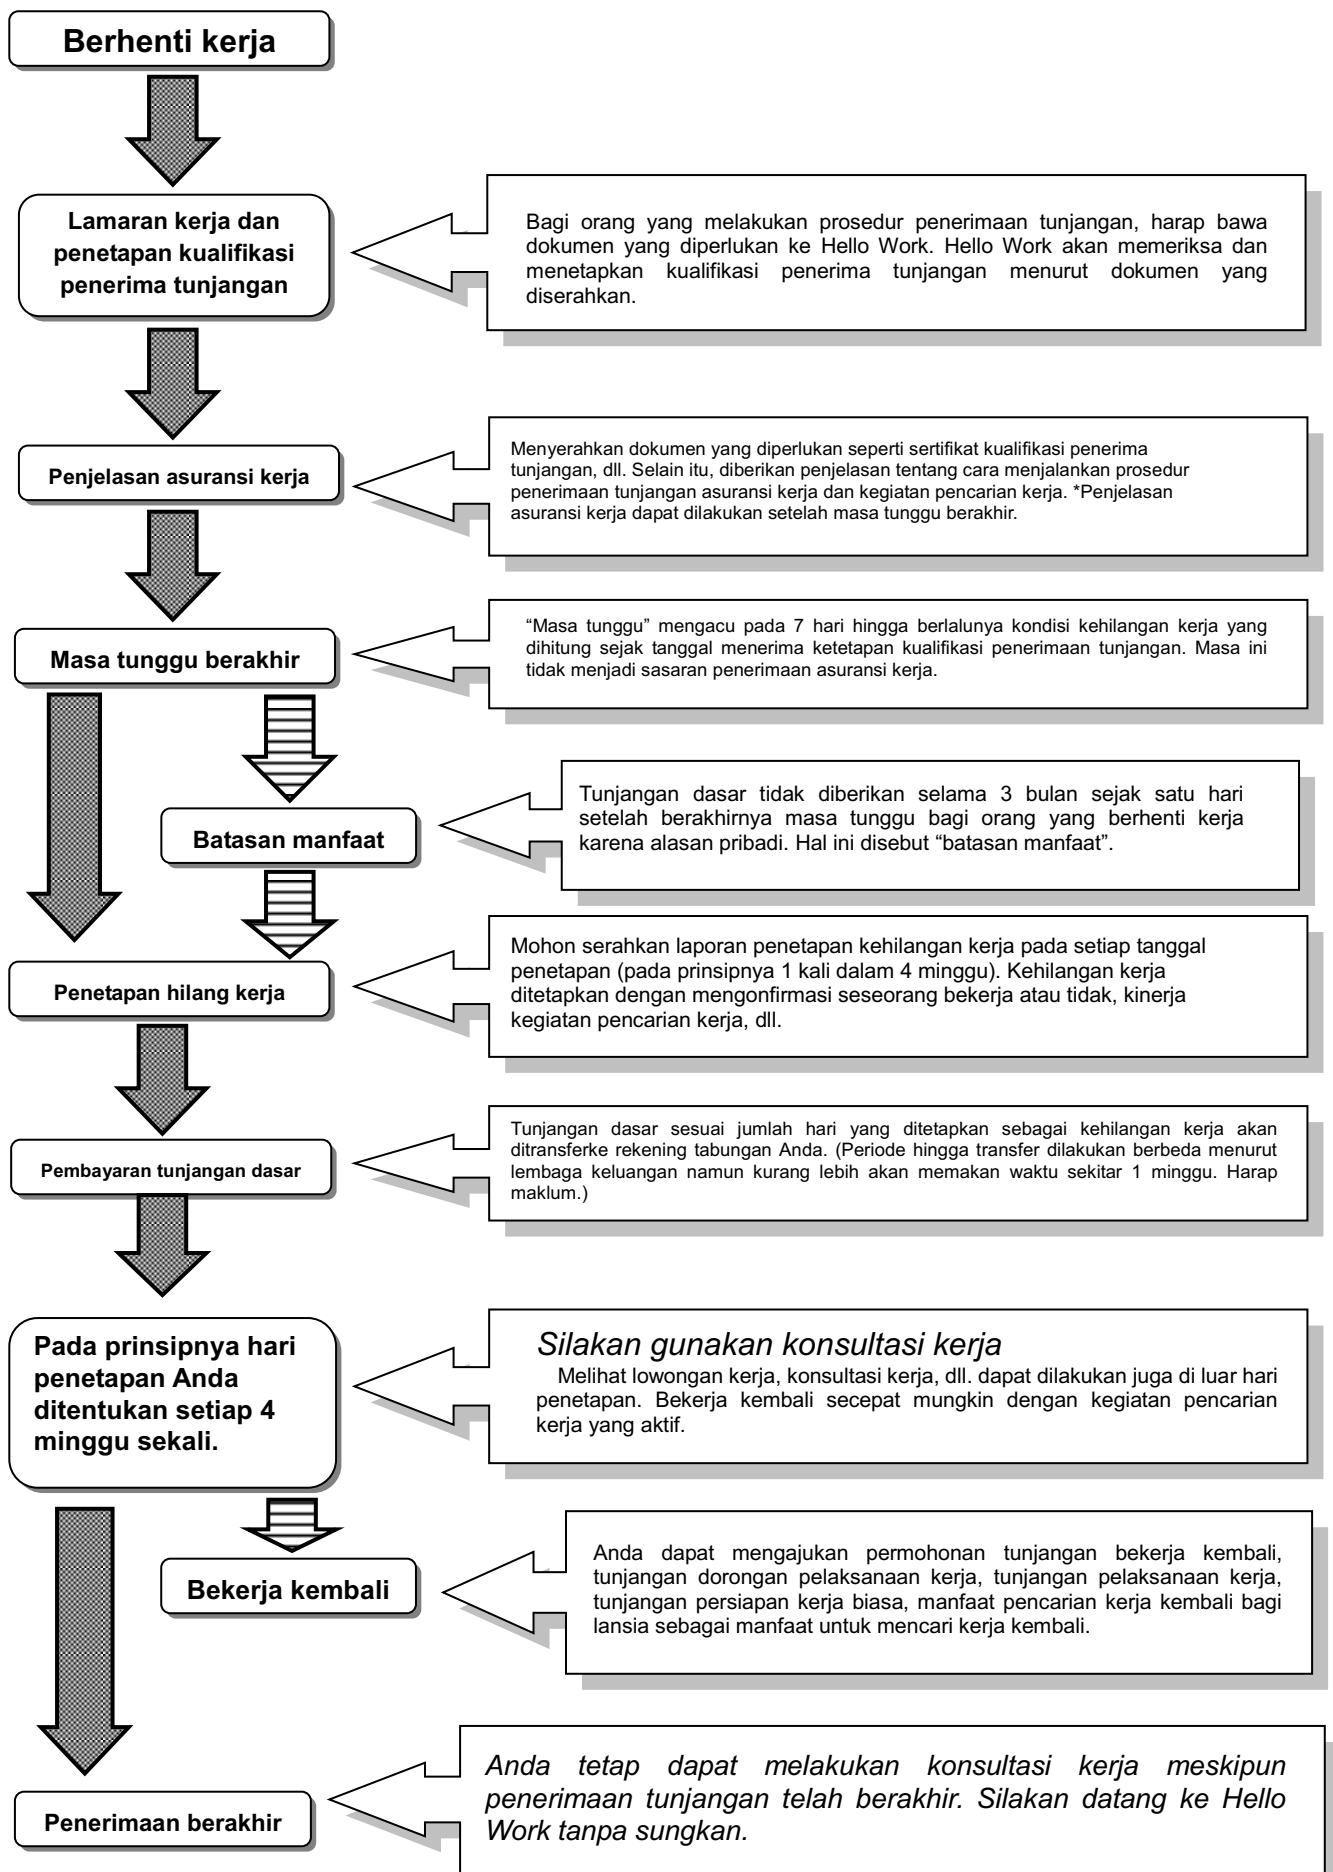 Berhenti kerja
Lamaran kerja dan
penetapan kualifikasi
penerima tunjangan
Bagi orang yang melakukan prosedur penerimaan tunjangan, harap bawa
dokumen yang diperlukan ke Hello Work. Hello Work akan memeriksa dan
menetapkan kualifikasi penerima tunjangan menurut dokumen yang
diserahkan.
Penjelasan asuransi kerja
Menyerahkan dokumen yang diperlukan seperti sertifikat kualifikasi penerima
tunjangan, dll. Selain itu, diberikan penjelasan tentang cara menjalankan prosedur
penerimaan tunjangan asuransi kerja dan kegiatan pencarian kerja. *Penjelasan
asuransi kerja dapat dilakukan setelah masa tunggu berakhir.
Masa tunggu berakhir
“Masa tunggu” mengacu pada 7 hari hingga berlalunya kondisi kehilangan kerja yang
dihitung sejak tanggal menerima ketetapan kualifikasi penerimaan tunjangan. Masa ini
tidak menjadi sasaran penerimaan asuransi kerja.
Batasan manfaat
Tunjangan dasar tidak diberikan selama 3 bulan sejak satu hari
setelah berakhirnya masa tunggu bagi orang yang berhenti kerja
karena alasan pribadi. Hal ini disebut “batasan manfaat”.
Penetapan hilang kerja
Mohon serahkan laporan penetapan kehilangan kerja pada setiap tanggal
penetapan (pada prinsipnya 1 kali dalam 4 minggu). Kehilangan kerja
ditetapkan dengan mengonfirmasi seseorang bekerja atau tidak, kinerja
kegiatan pencarian kerja, dll.
Pembayaran tunjangan dasar
Tunjangan dasar sesuai jumlah hari yang ditetapkan sebagai kehilangan kerja akan
ditransferke rekening tabungan Anda. (Periode hingga transfer dilakukan berbeda menurut
lembaga keluangan namun kurang lebih akan memakan waktu sekitar 1 minggu. Harap
maklum.)
Pada prinsipnya hari
penetapan Anda
ditentukan setiap 4
minggu sekali.
Silakan gunakan konsultasi kerja
Melihat lowongan kerja, konsultasi kerja, dll. dapat dilakukan juga di luar hari
penetapan. Bekerja kembali secepat mungkin dengan kegiatan pencarian
kerja yang aktif.
Bekerja kembali
Anda dapat mengajukan permohonan tunjangan bekerja kembali,
tunjangan dorongan pelaksanaan kerja, tunjangan pelaksanaan kerja,
tunjangan persiapan kerja biasa, manfaat pencarian kerja kembali bagi
lansia sebagai manfaat untuk mencari kerja kembali.
Penerimaan berakhir
Anda tetap dapat melakukan konsultasi kerja meskipun
penerimaan tunjangan telah berakhir. Silakan datang ke Hello
Work tanpa sungkan.